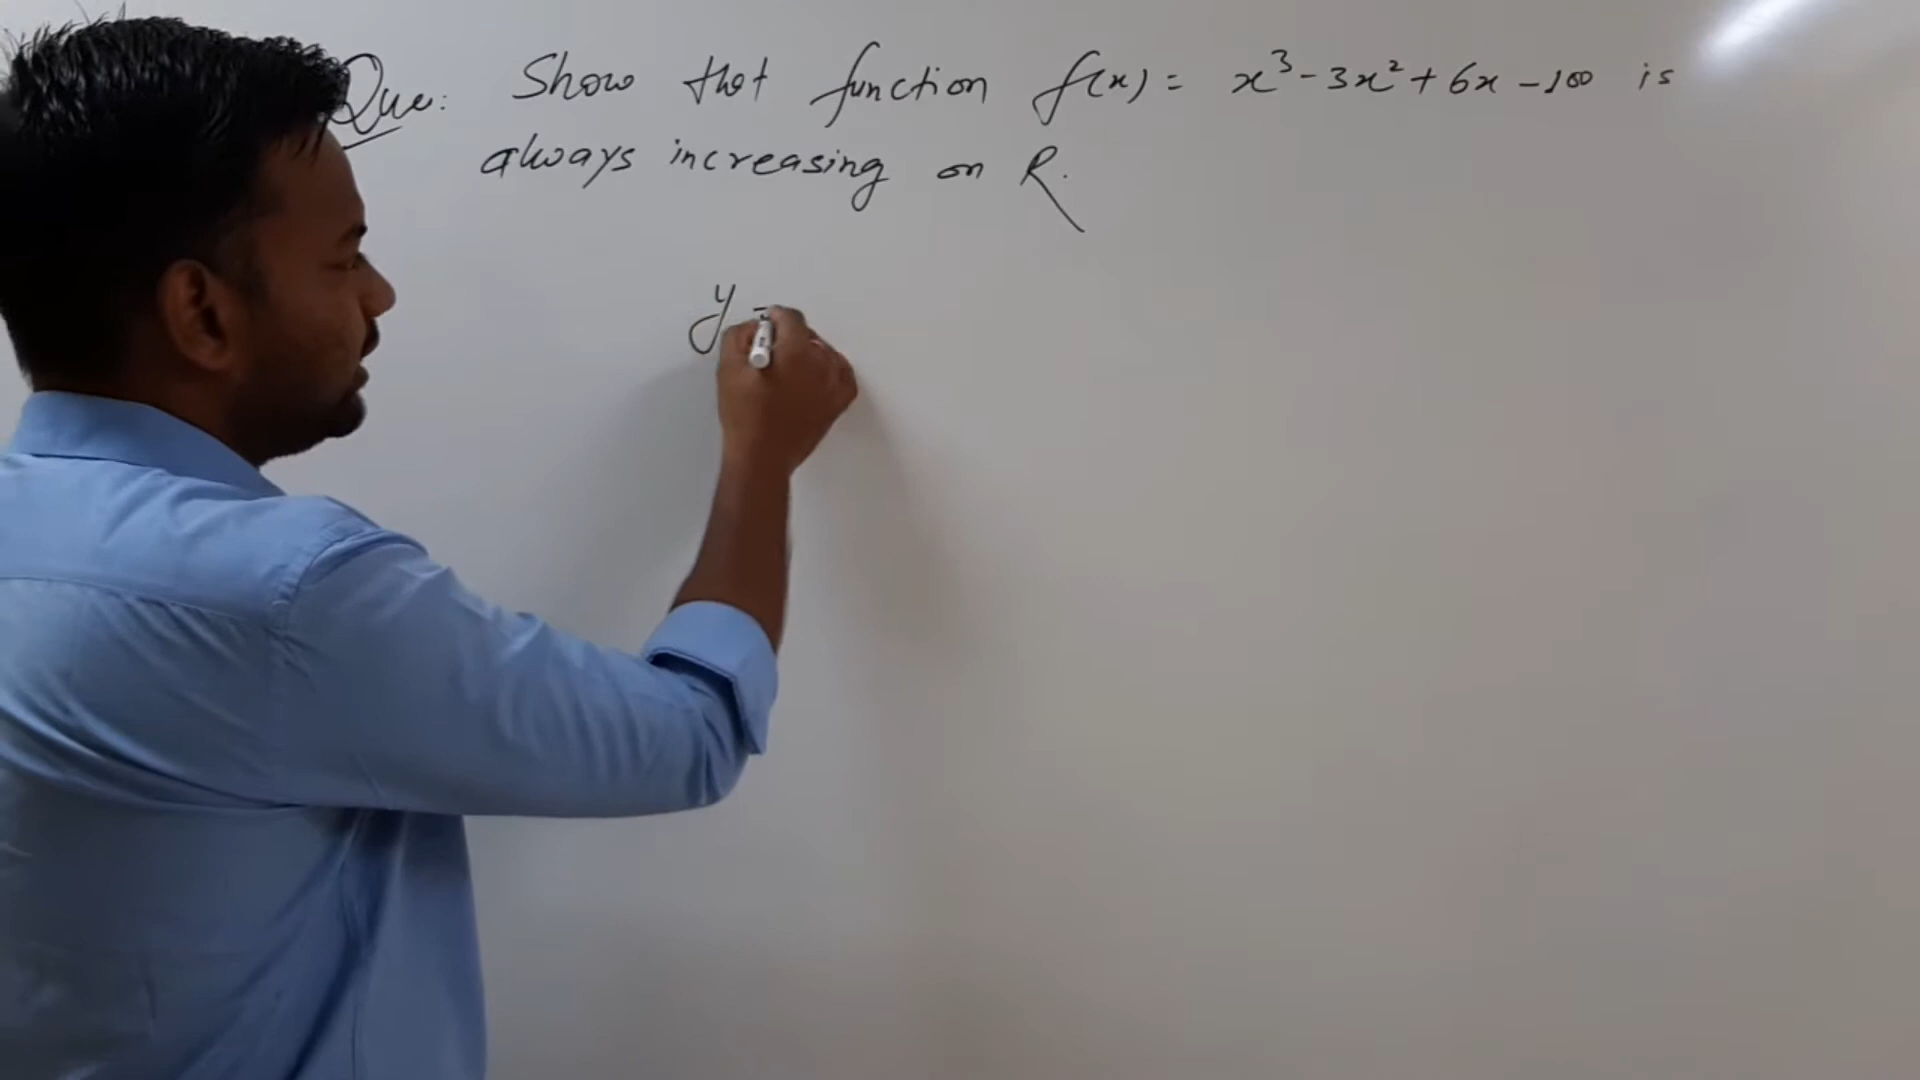 Que: Show that function f(x) = x³ - 3x² + 6x - 100 is
always increasing on R.
y =